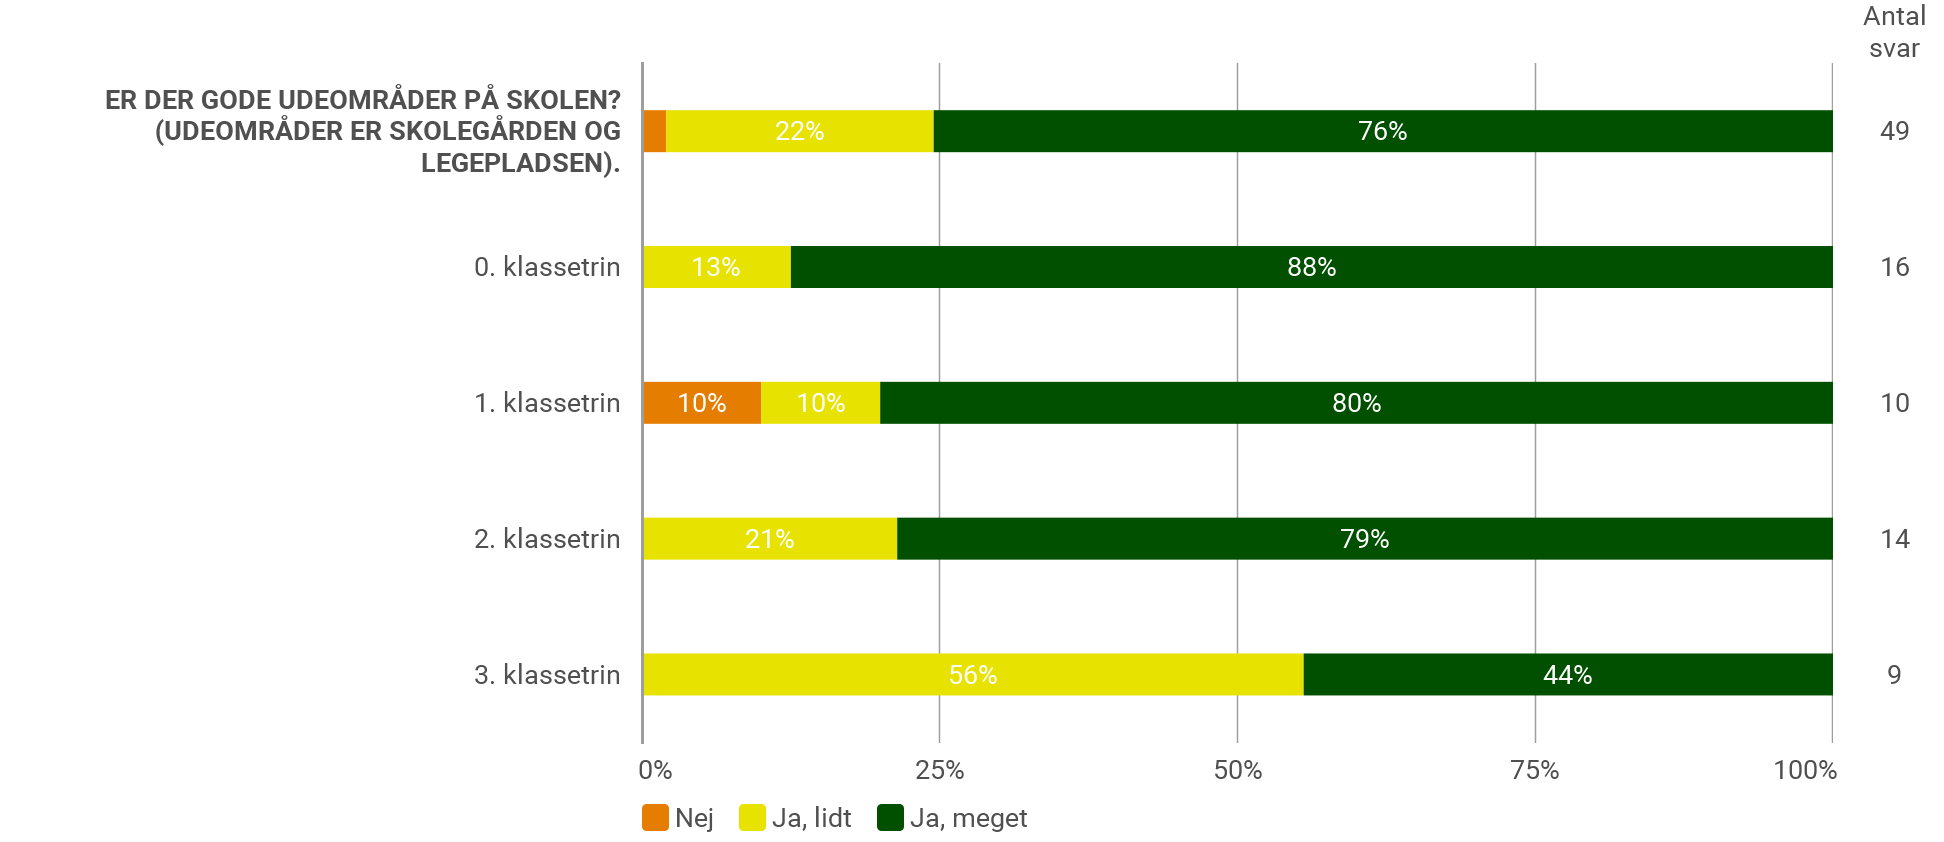 Antal
svar
ER DER GODE UDEOMRÅDER PÅ SKOLEN?
(UDEOMRÅDER ER SKOLEGÅRDEN OG
LEGEPLADSEN).
22% 76% 49
0. klassetrin 13% 88% 16
1. klassetrin 10% 10% 80% 10
2. klassetrin 21% 79% 14
3. klassetrin 56% 44% 9
0% 25% 50% 75% 100%
Nej Ja, lidt Ja, meget